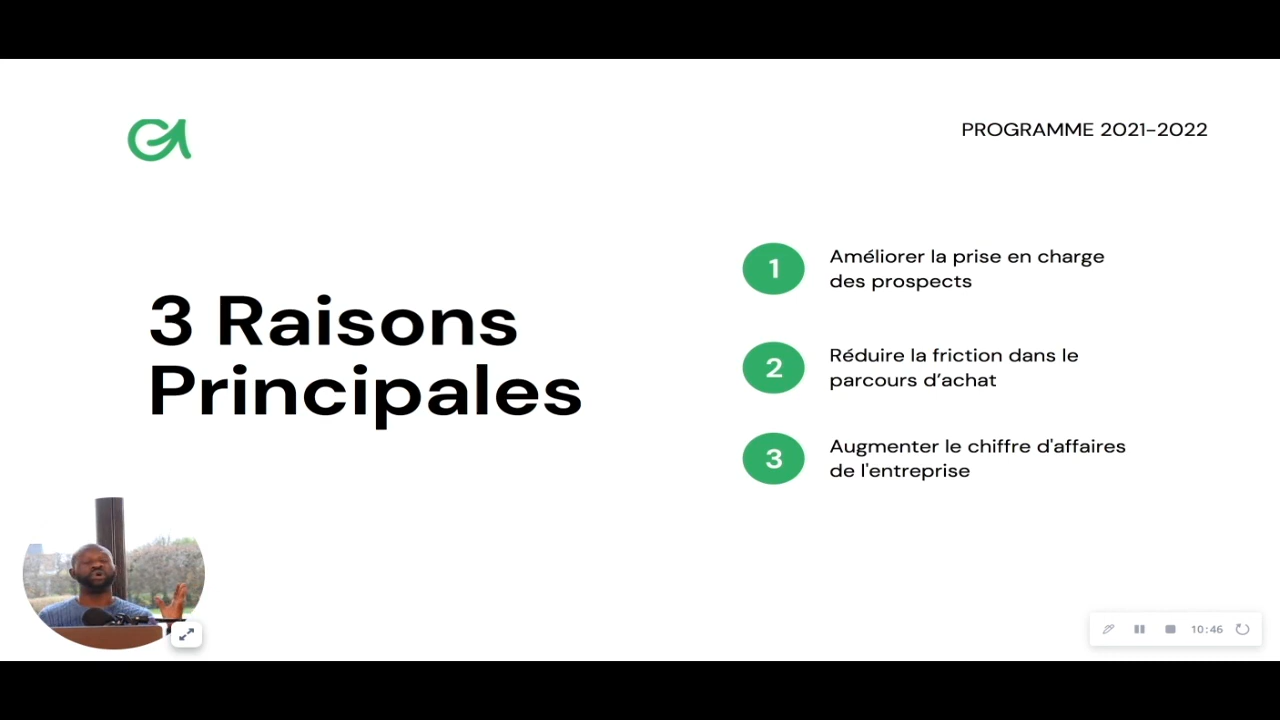 GA
PROGRAMME 2021-2022
3 Raisons
Principales
1
Améliorer la prise en charge
des prospects
2
Réduire la friction dans le
parcours d’achat
3
Augmenter le chiffre d'affaires
de l'entreprise
10:46